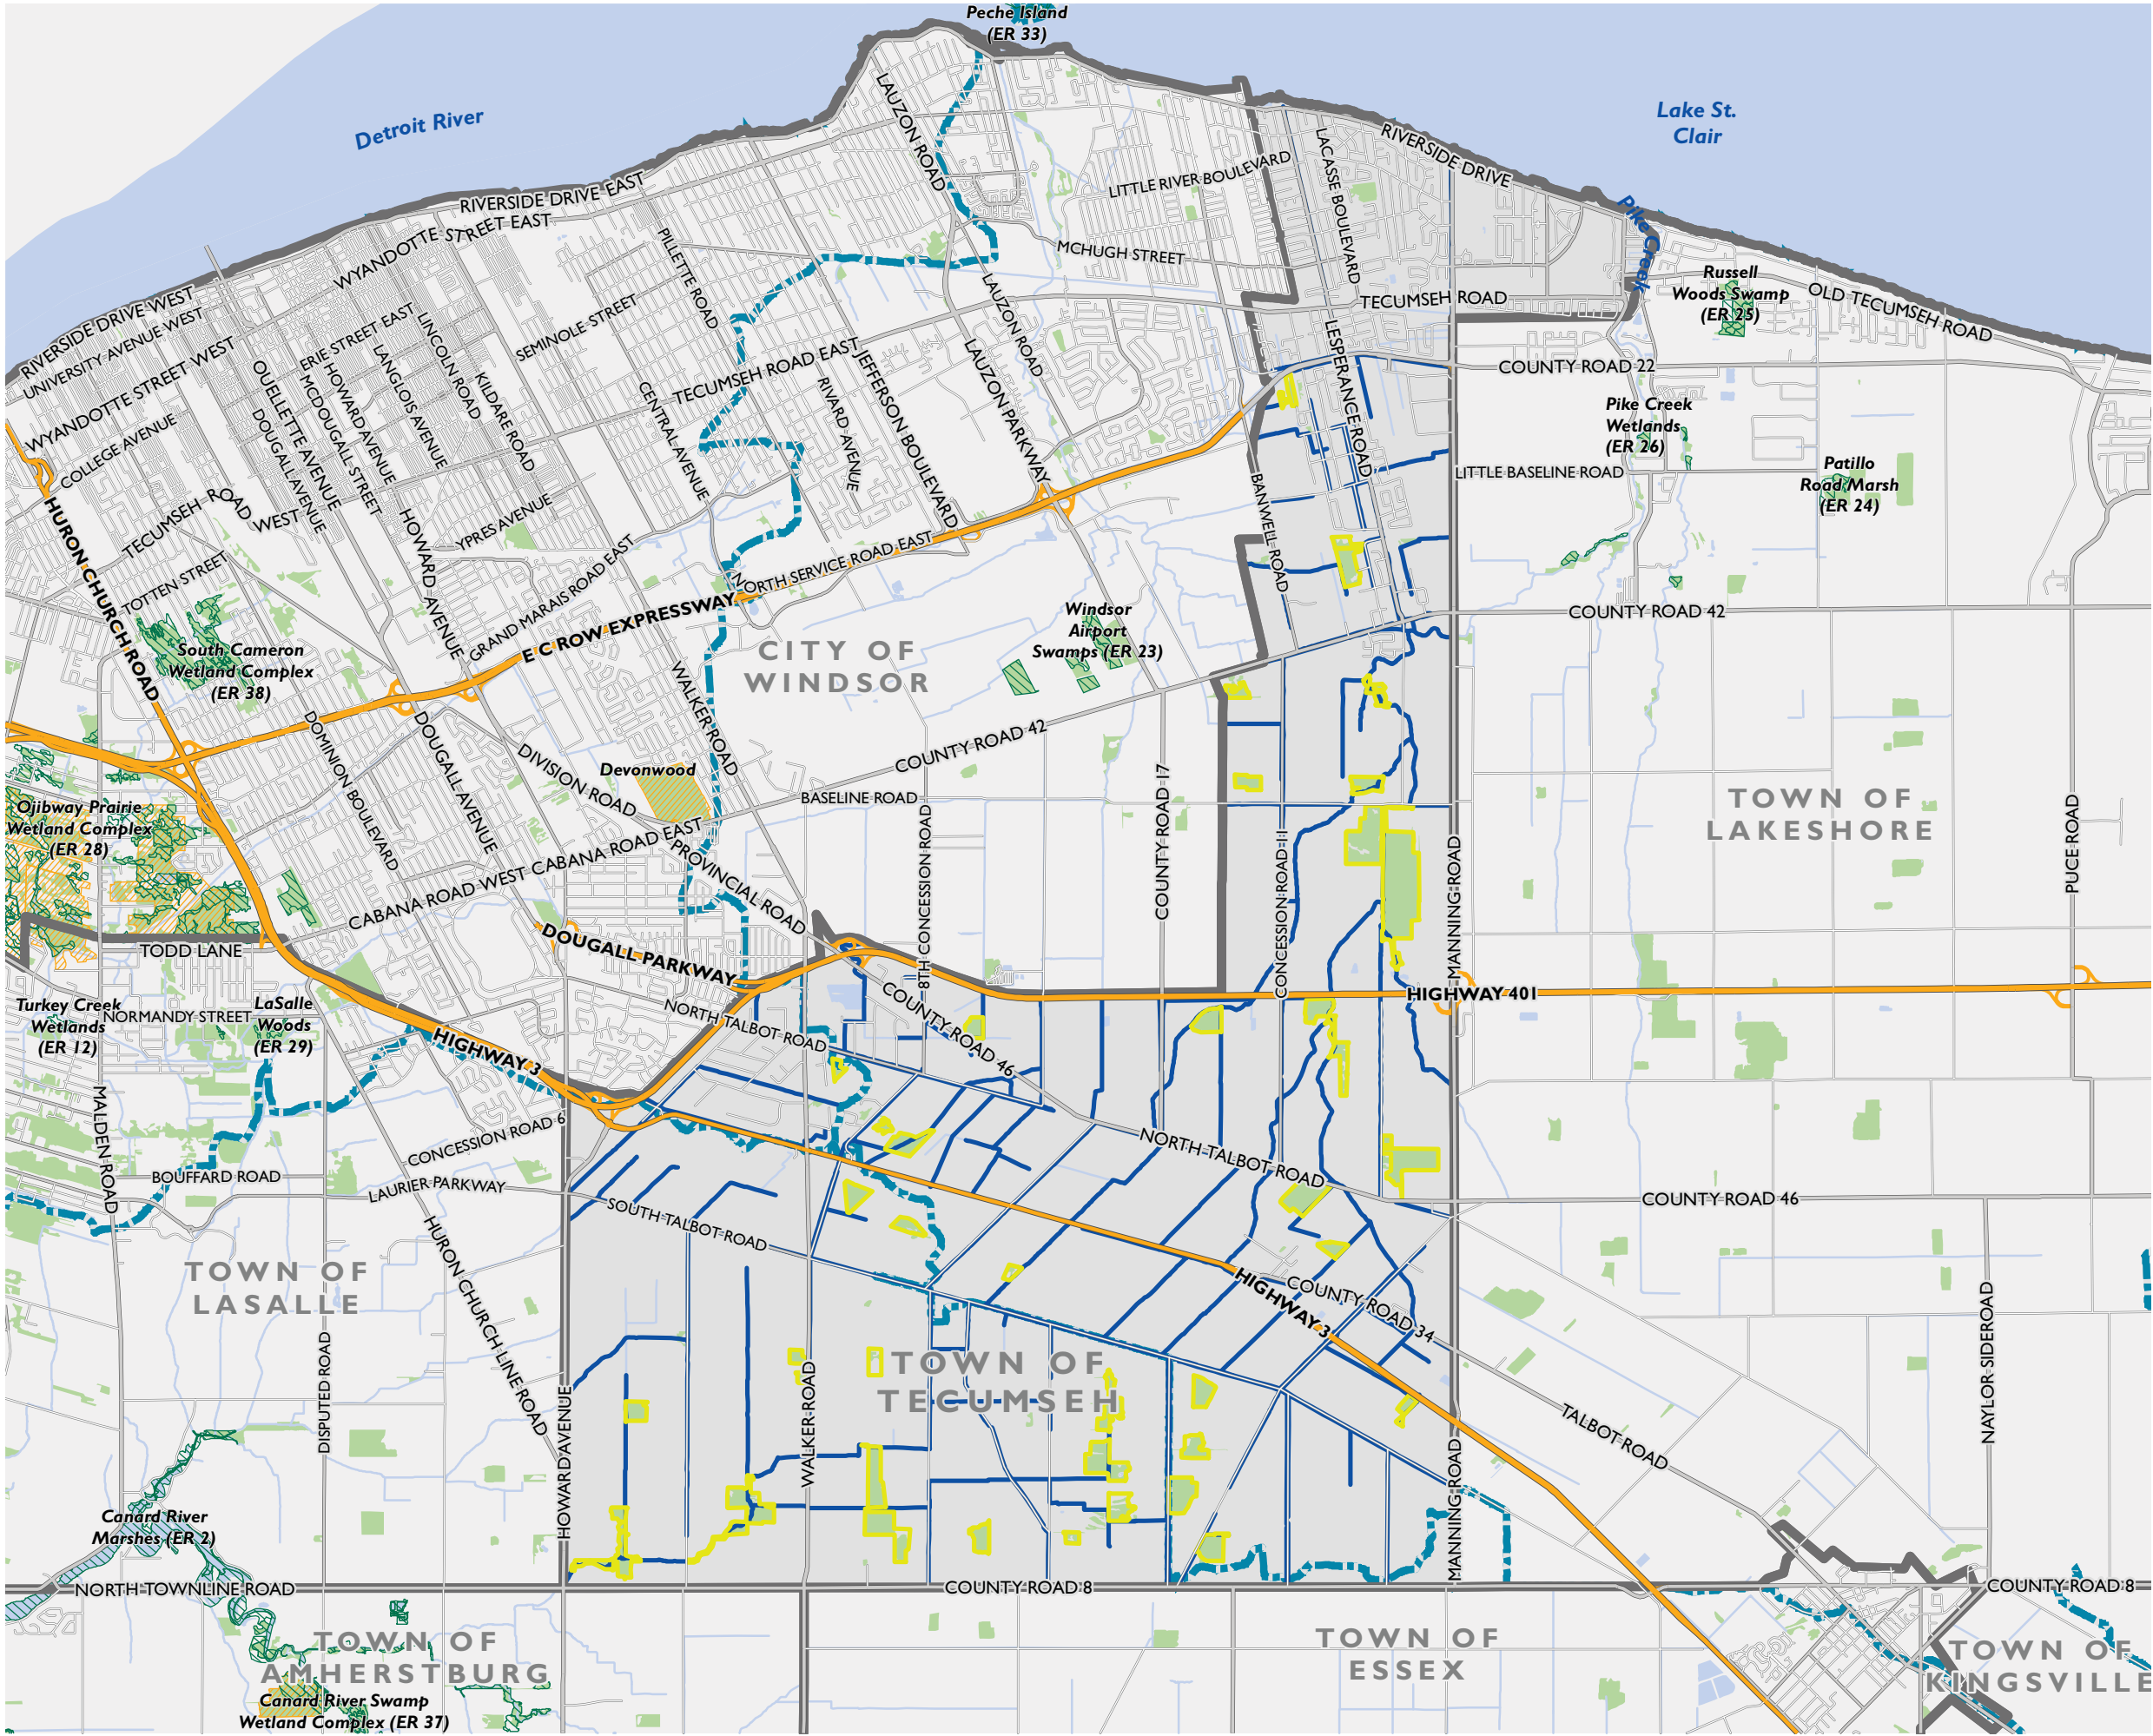 Peche Island
(ER 33)
Detroit River
Lake St.
Clair
LAUZON ROAD
LITTLE RIVER BOULEVARD
LACASSE BOULEVARD
RIVERSIDE DRIVE
Pike Creek
RIVERSIDE DRIVE EAST
WYANDOTTE STREET EAST
PILLETTE ROAD
MCHUGH STREET
Russell
Woods Swamp
(ER 25)
OLD TECUMSEH ROAD
TECUMSEH ROAD
LAUZON ROAD
RIVERSIDE DRIVE WEST
UNIVERSITY AVENUE WEST
WYANDOTTE STREET WEST
COLLEGE AVENUE
ERIE STREET EAST
SEMINOLE STREET
LINCOLN ROAD
LANGLOIS AVENUE
KILDARE ROAD
HOWARD AVENUE
MCDOUGALL STREET
OUELLETTE AVENUE
DOUGALL AVENUE
TECUMSEH ROAD EAST
CENTRAL AVENUE
RIVARD AVENUE
JEFFERSON BOULEVARD
LAUZON PARKWAY
LESPERANCE ROAD
COUNTY ROAD 22
Pike Creek
Wetlands
(ER 26)
LITTLE BASELINE ROAD
Patillo
Road Marsh
(ER 24)
BANWELL ROAD
HURON CHURCH ROAD
TECUMSEH ROAD
WEST
YPRES AVENUE
HOWARD AVENUE
TOTTEN STREET
GRAND MARAIS ROAD EAST
NORTH SERVICE ROAD EAST
E C ROW EXPRESSWAY
South Cameron
Wetland Complex
(ER 38)
CITY OF
WINDSOR
Windsor
Airport
Swamps (ER 23)
COUNTY ROAD 42
WALKER ROAD
DOMINION BOULEVARD
DOUGALL AVENUE
DIVISION ROAD
Devonwood
COUNTY ROAD 42
BASELINE ROAD
COUNTY ROAD 17
8TH CONCESSION ROAD
CONCESSION ROAD 11
MANNING ROAD
TOWN OF
LAKESHORE
PUCE ROAD
Ojibway Prairie
Wetland Complex
(ER 28)
CABANA ROAD WEST
CABANA ROAD EAST
PROVINCIAL ROAD
TODD LANE
DOUGALL PARKWAY
HIGHWAY 401
Turkey Creek
Wetlands
(ER 12)
NORMANDY STREET
LaSalle
Woods
(ER 29)
HIGHWAY 3
NORTH TALBOT ROAD
COUNTY ROAD 46
MALDEN ROAD
CONCESSION ROAD 6
BOUFFARD ROAD
LAURIER PARKWAY
NORTH TALBOT ROAD
COUNTY ROAD 46
SOUTH TALBOT ROAD
HURON CHURCH LINE ROAD
TOWN OF
LASALLE
DISPUTED ROAD
HIGHWAY 3
COUNTY ROAD 34
TOWN OF
TECUMSEH
NAYLOR SIDEROAD
TALBOT ROAD
HOWARD AVENUE
WALKER ROAD
MANNING ROAD
Canard River
Marshes (ER 2)
NORTH TOWNLINE ROAD
COUNTY ROAD 8
COUNTY ROAD 8
TOWN OF
AMHERSTBURG
Canard River Swamp
Wetland Complex (ER 37)
TOWN OF
ESSEX
TOWN OF
KINGSVILLE